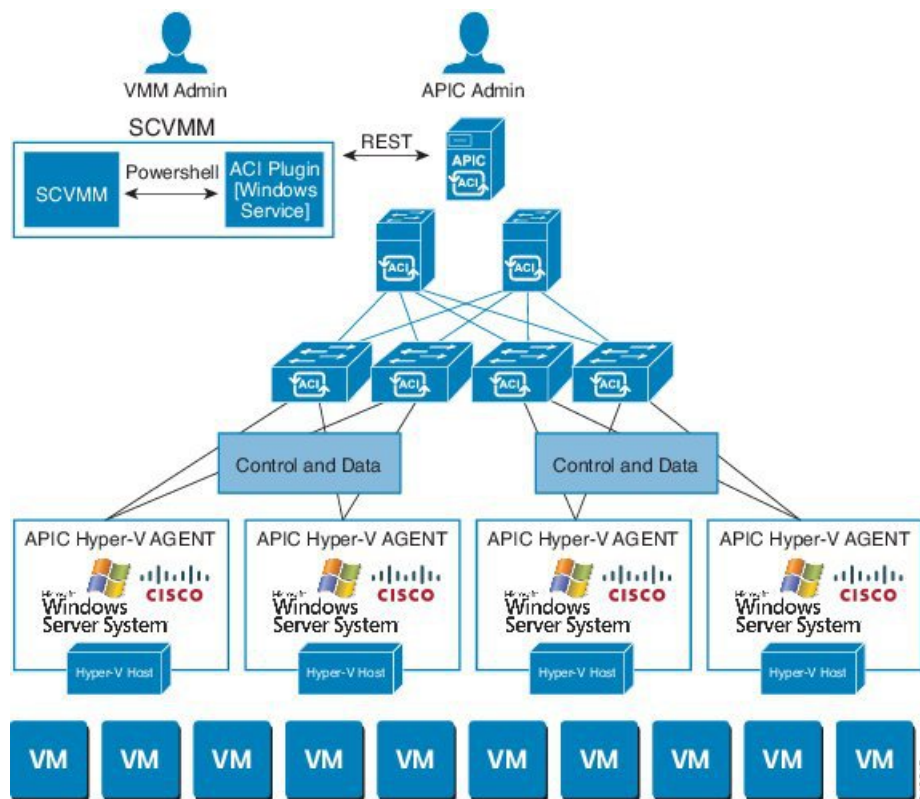 VMM Admin
APIC Admin
SCVMM
REST
SCVMM
Powershell
ACI Plugin
[Windows
Service]
APIC
ACI
ACI
ACI
ACI
ACI
ACI
ACI
Control and Data
Control and Data
APIC Hyper-V AGENT
Windows
Server System
CISCO
Hyper-V Host
APIC Hyper-V AGENT
Windows
Server System
CISCO
Hyper-V Host
APIC Hyper-V AGENT
Windows
Server System
CISCO
Hyper-V Host
APIC Hyper-V AGENT
Windows
Server System
CISCO
Hyper-V Host
VM
VM
VM
VM
VM
VM
VM
VM
VM
VM